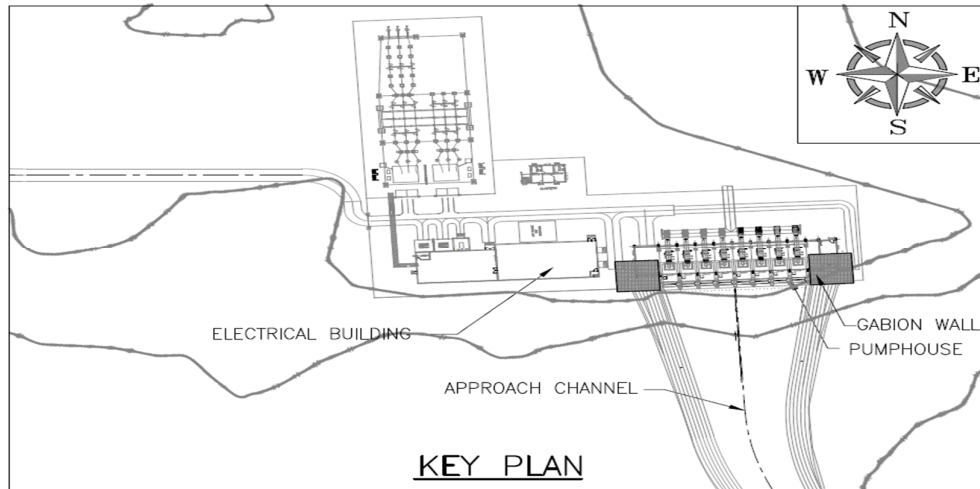 N
W E
S
ELECTRICAL BUILDING
GABION WALL
PUMPHOUSE
APPROACH CHANNEL
KEY PLAN